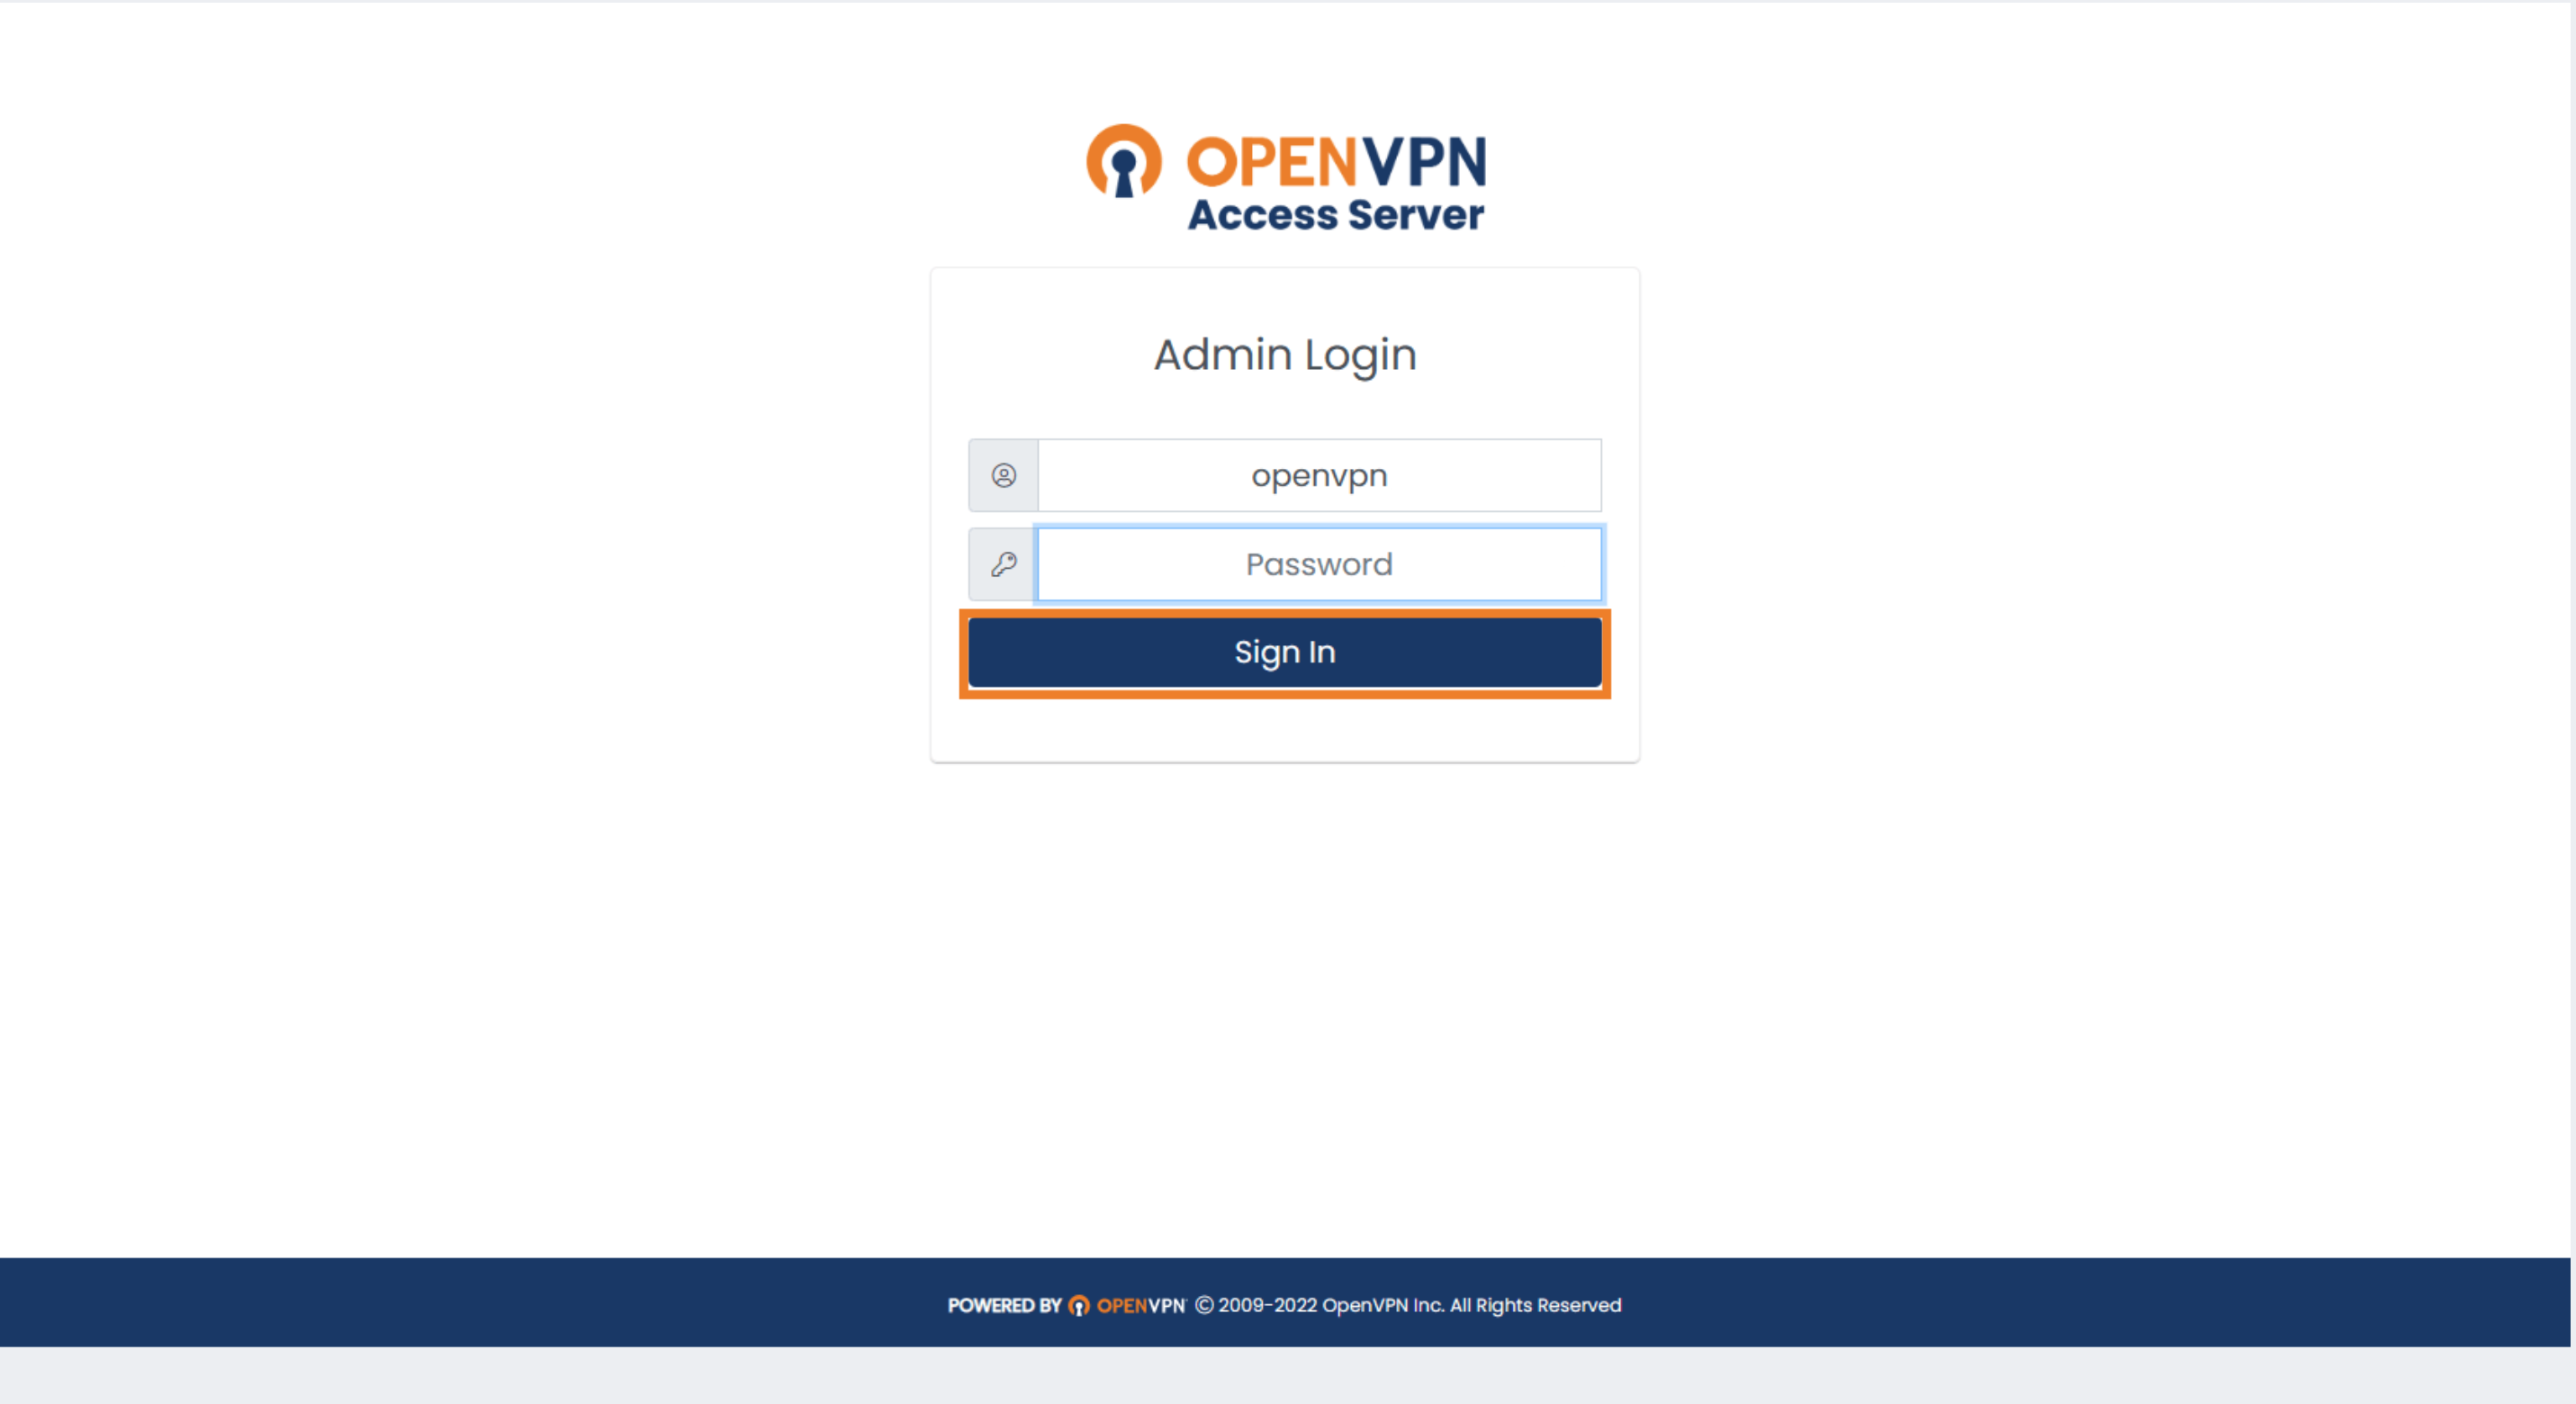 OPENVPN
Access Server
Admin Login
openvpn
Password
Sign In
POWERED BY OPENVPN © 2009-2022 OpenVPN Inc. All Rights Reserved